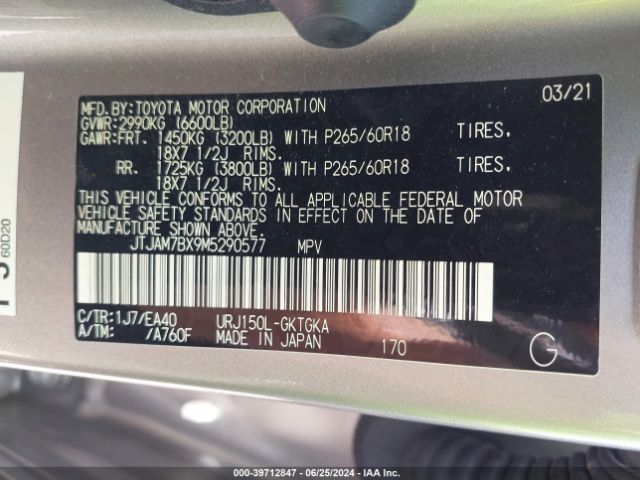 MFD.BY:TOYOTA MOTOR CORPORATION 03/21
GVWR:2990KG (6600LB)
GAWR:FRT. 1450KG (3200LB) WITH P265/60R18 TIRES,
18X7 1/2J RIMS.
RR. 1725KG (3800LB) WITH P265/60R18 TIRES,
18X7 1/2J RIMS.
THIS VEHICLE CONFORMS TO ALL APPLICABLE FEDERAL MOTOR
VEHICLE SAFETY STANDARDS IN EFFECT ON THE DATE OF
MANUFACTURE SHOWN ABOVE.
JTJAM7BX9M5290577 MPV
C/TR:1J7/EA40 URJ150L-GKTGKA
A/TM: /A760F MADE IN JAPAN 170 G
60D20
000-39712847 - 06/25/2024 - IAA Inc.